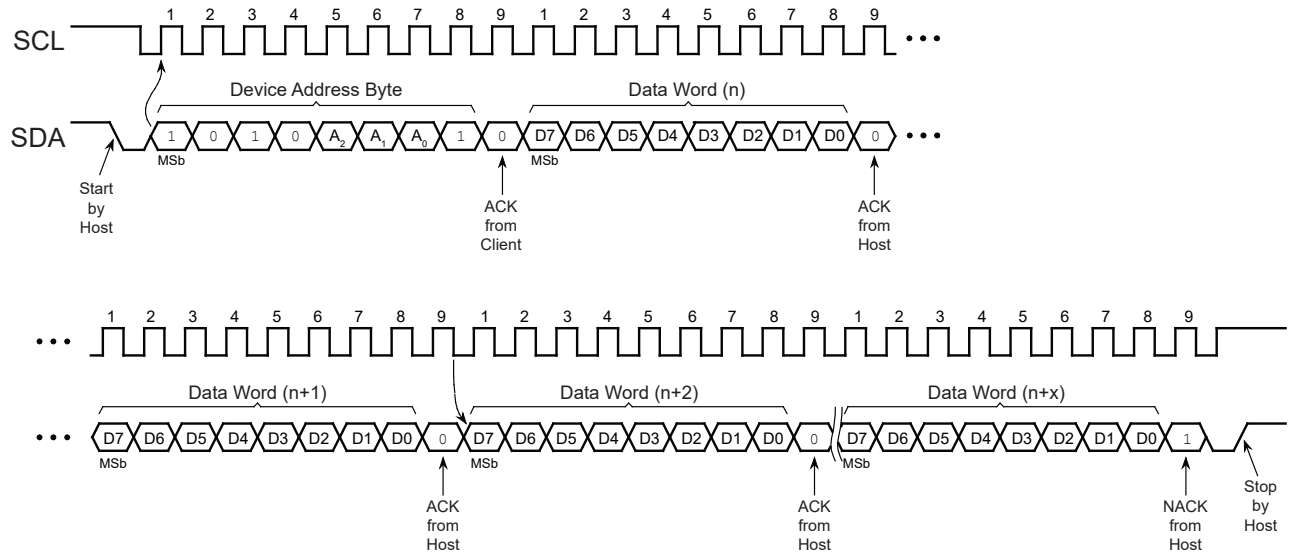 1 2 3 4 5 6 7 8 9 1 2 3 4 5 6 7 8 9
SCL
Device Address Byte Data Word (n)
SDA 1 0 1 0 A2 A1 A0 1 0 D7 D6 D5 D4 D3 D2 D1 D0 0
MSb MSb
Start
by
Host
ACK
from
Client
ACK
from
Host
1 2 3 4 5 6 7 8 9 1 2 3 4 5 6 7 8 9 1 2 3 4 5 6 7 8 9
Data Word (n+1) Data Word (n+2) Data Word (n+x)
D7 D6 D5 D4 D3 D2 D1 D0 0 D7 D6 D5 D4 D3 D2 D1 D0 0 D7 D6 D5 D4 D3 D2 D1 D0 1
MSb MSb MSb
ACK
from
Host
ACK
from
Host
NACK
from
Host
Stop
by
Host